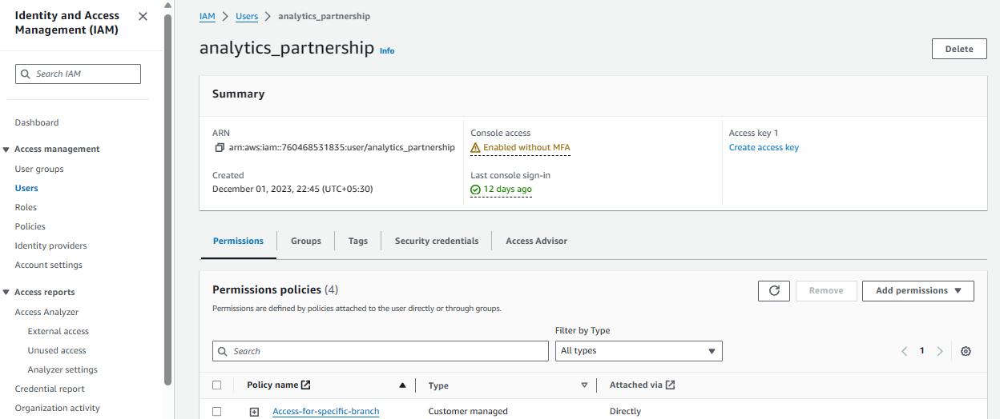 Identity and Access
Management (IAM)
Search IAM
Dashboard
Access management
User groups
Users
Roles
Policies
Identity providers
Account settings
Access reports
Access Analyzer
External access
Unused access
Analyzer settings
Credential report
Organization activity
IAM > Users > analytics_partnership
analytics_partnership Info
Delete
Summary
ARN
arn:aws:iam::760468531835:user/analytics_partnership
Created
December 01, 2023, 22:45 (UTC+05:30)
Console access
Enabled without MFA
Last console sign-in
12 days ago
Access key 1
Create access key
Permissions Groups Tags Security credentials Access Advisor
Permissions policies (4)
Remove
Add permissions
Permissions are defined by policies attached to the user directly or through groups.
Filter by Type
Search
All types
1
Policy name Type Attached via
Access-for-specific-branch Customer managed Directly